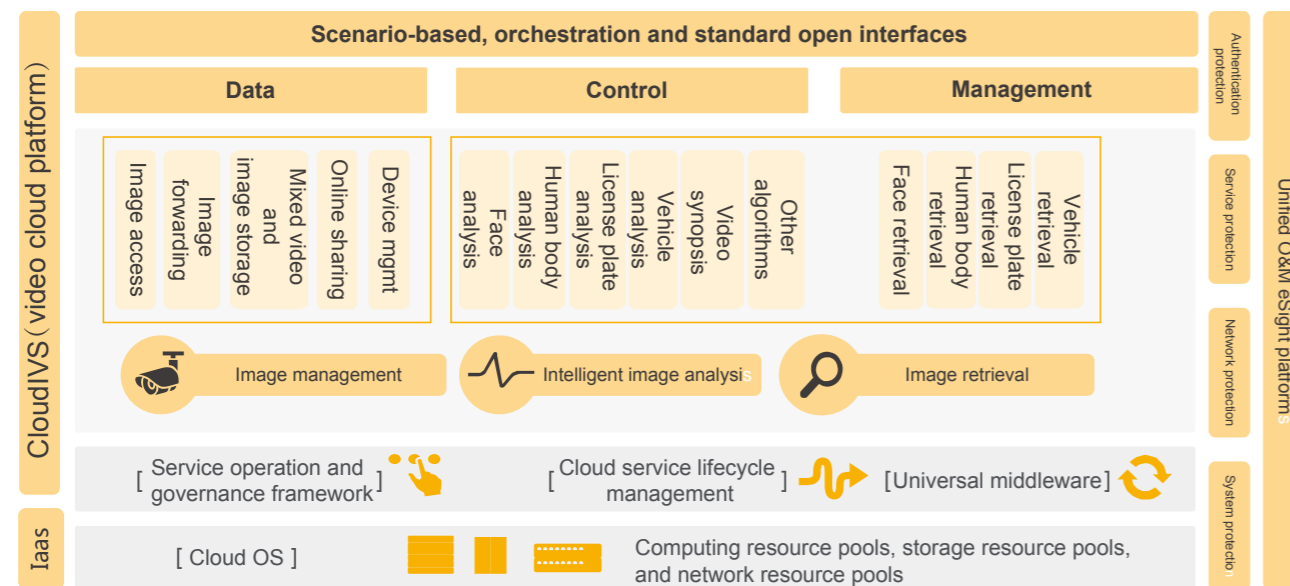 CloudIVS(video cloud platform)
Iaas
Scenario-based, orchestration and standard open interfaces
Data
Control
Management
Image access
Image
forwarding
Mixed video
and
image storage
Online sharing
Device mgmt
Face
analysis
Human body
analysis
License plate
analysis
Vehicle
analysis
Video
synopsis
Other
algorithms
Face retrieval
Human body
retrieval
License plate
retrieval
Vehicle
retrieval
Image management
Intelligent image analysis
Image retrieval
[ Service operation and
governance framework ]
[ Cloud service lifecycle
management ]
[Universal middleware]
[ Cloud OS ]
Computing resource pools, storage resource pools,
and network resource pools
Authentication
protection
Service protection
Network protection
System protection
Unified O&M eSight platforms